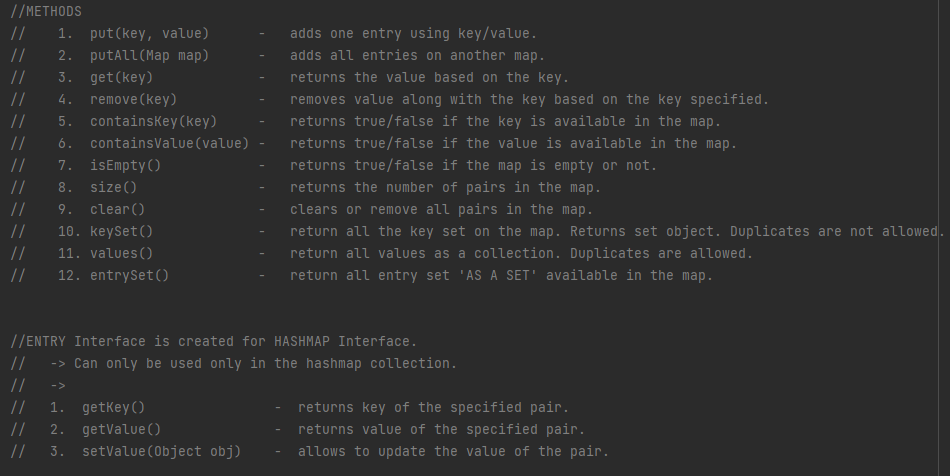 //METHODS
//    1.  put(key, value)      -   adds one entry using key/value.
//    2.  putAll(Map map)      -   adds all entries on another map.
//    3.  get(key)             -   returns the value based on the key.
//    4.  remove(key)          -   removes value along with the key based on the key specified.
//    5.  containsKey(key)     -   returns true/false if the key is available in the map.
//    6.  containsValue(value) -   returns true/false if the value is available in the map.
//    7.  isEmpty()            -   returns true/false if the map is empty or not.
//    8.  size()               -   returns the number of pairs in the map.
//    9.  clear()              -   clears or remove all pairs in the map.
//    10. keySet()             -   return all the key set on the map. Returns set object. Duplicates are not allowed.
//    11. values()             -   return all values as a collection. Duplicates are allowed.
//    12. entrySet()           -   return all entry set 'AS A SET' available in the map.
//ENTRY Interface is created for HASHMAP Interface.
//   -> Can only be used only in the hashmap collection.
//   ->
//   1.  getKey()                -  returns key of the specified pair.
//   2.  getValue()              -  returns value of the specified pair.
//   3.  setValue(Object obj)    -  allows to update the value of the pair.